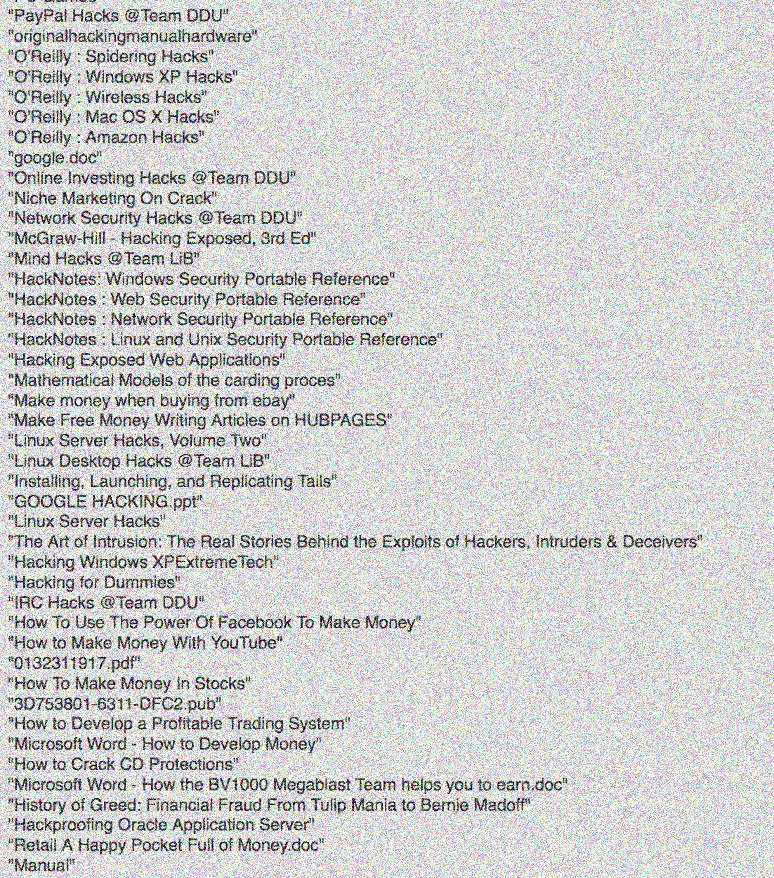 "PayPal Hacks @Team DDU"
"originalhackingmanualhardware"
"O'Reilly : Spidering Hacks"
"O'Reilly : Windows XP Hacks"
"O'Reilly : Wireless Hacks"
"O'Reilly : Mac OS X Hacks"
"O'Reilly : Amazon Hacks"
"google.doc"
"Online Investing Hacks @Team DDU"
"Niche Marketing On Crack"
"Network Security Hacks @Team DDU"
"McGraw-Hill - Hacking Exposed, 3rd Ed"
"Mind Hacks @Team LiB"
"HackNotes: Windows Security Portable Reference"
"HackNotes : Web Security Portable Reference"
"HackNotes : Network Security Portable Reference"
"HackNotes : Linux and Unix Security Portable Reference"
"Hacking Exposed Web Applications"
"Mathematical Models of the carding proces"
"Make money when buying from ebay"
"Make Free Money Writing Articles on HUBPAGES"
"Linux Server Hacks, Volume Two"
"Linux Desktop Hacks @Team LiB"
"Installing, Launching, and Replicating Tails"
"GOOGLE HACKING.ppt"
"Linux Server Hacks"
"The Art of Intrusion: The Real Stories Behind the Exploits of Hackers, Intruders & Deceivers"
"Hacking Windows XPExtremeTech"
"Hacking for Dummies"
"IRC Hacks @Team DDU"
"How To Use The Power Of Facebook To Make Money"
"How to Make Money With YouTube"
"0132311917.pdf"
"How To Make Money In Stocks"
"3D753801-6311-DFC2.pub"
"How to Develop a Profitable Trading System"
"Microsoft Word - How to Develop Money"
"How to Crack CD Protections"
"Microsoft Word - How the BV1000 Megablast Team helps you to earn.doc"
"History of Greed: Financial Fraud From Tulip Mania to Bernie Madoff"
"Hackproofing Oracle Application Server"
"Retail A Happy Pocket Full of Money.doc"
"Manual"